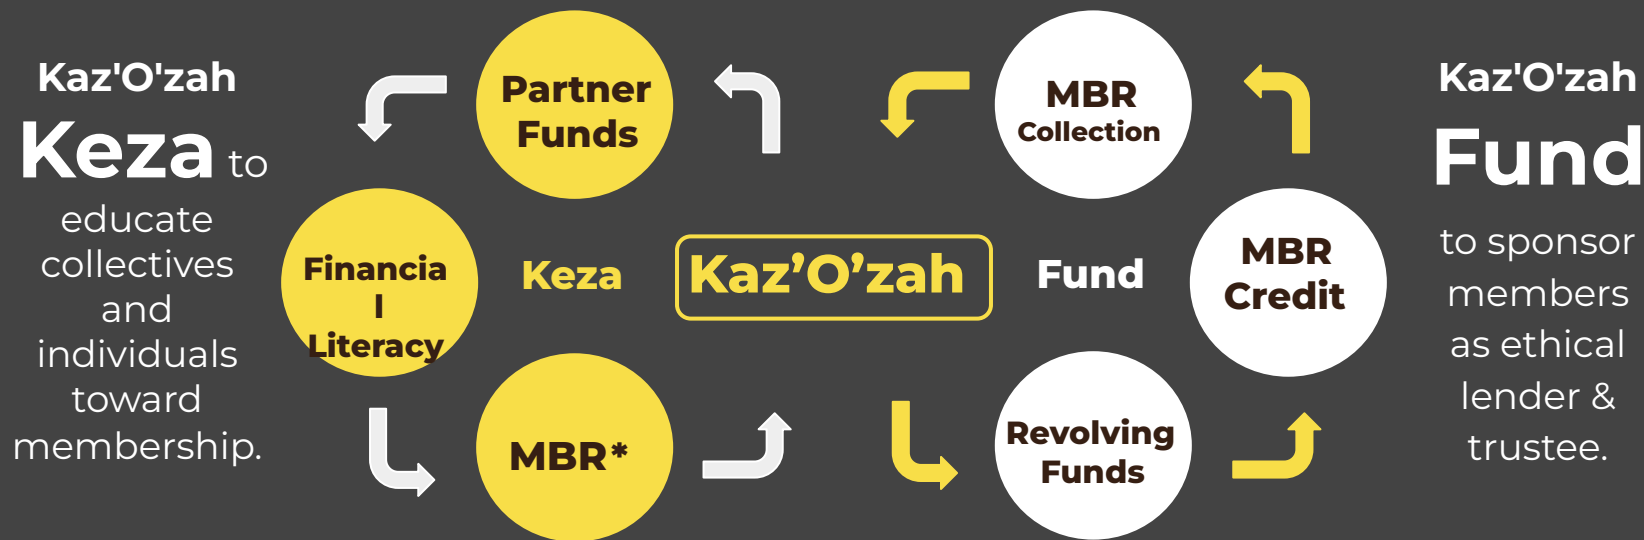 Kaz'O'zah
Keza to
educate
collectives
and
individuals
toward
membership.
Partner
Funds
Financia
l
Literacy
Keza
MBR*
Kaz’O’zah
MBR
Collection
Fund
MBR
Credit
Revolving
Funds
Kaz'O'zah
Fund
to sponsor
members
as ethical
lender &
trustee.